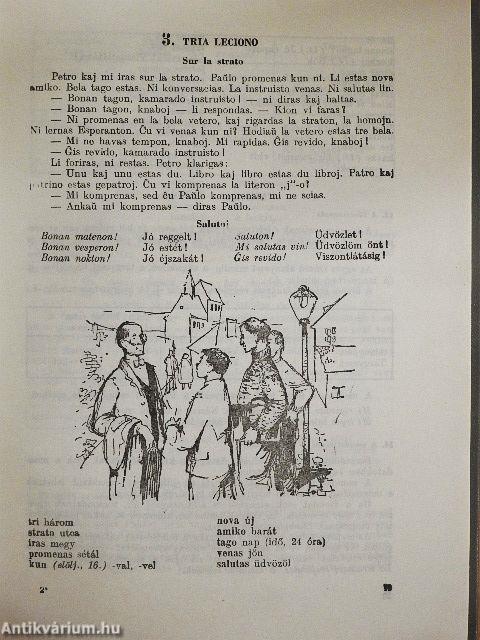 3. TRIA LECIONO
Sur la strato
Petro kaj mi iras sur la strato. Paŭlo promenas kun ni. Li estas nova
amiko. Bela tago estas. Ni konversacias. La instruisto venas. Ni salutas lin.
— Bonan tagon, kamarado instruisto! — ni diras kaj haltas.
— Bonan tagon, knaboj — li respondas. — Kion vi faras?
— Ni promenas en la bela vetero, kaj rigardas la straton, la homojn.
Ni lernas Esperanton. Ĉu vi venas kun ni? Hodiaŭ la vetero estas tre bela.
— Mi ne havas tempon, knaboj. Mi rapidas. Ĝis revido, knaboj!
— Ĝis revido, kamarado instruisto!
Li foriras, ni restas. Petro klarigas:
— Unu kaj unu estas du. Libro kaj libro estas du libroj. Patro kaj
patrino estas gepatroj. Ĉu vi komprenas la literon „j”-o?
— Mi komprenas, sed ĉu Paŭlo komprenas, mi ne scias.
— Ankaŭ mi komprenas — diras Paŭlo.
Salutoj
Bonan matenon! Jó reggelt! Saluton! Üdvözlet!
Bonan vesperon! Jó estét! Mi salutas vin! Üdvözlöm önt!
Bonan nokton! Jó éjszakát! Ĝis revido! Viszontlátásig!
tri három
strato utca
iras megy
promenas sétál
kun (elölj., 16.) -val, -vel
nova új
amiko barát
tago nap (idő, 24 óra)
venas jön
salutas üdvözöl
2*
19
Antikvárium.hu